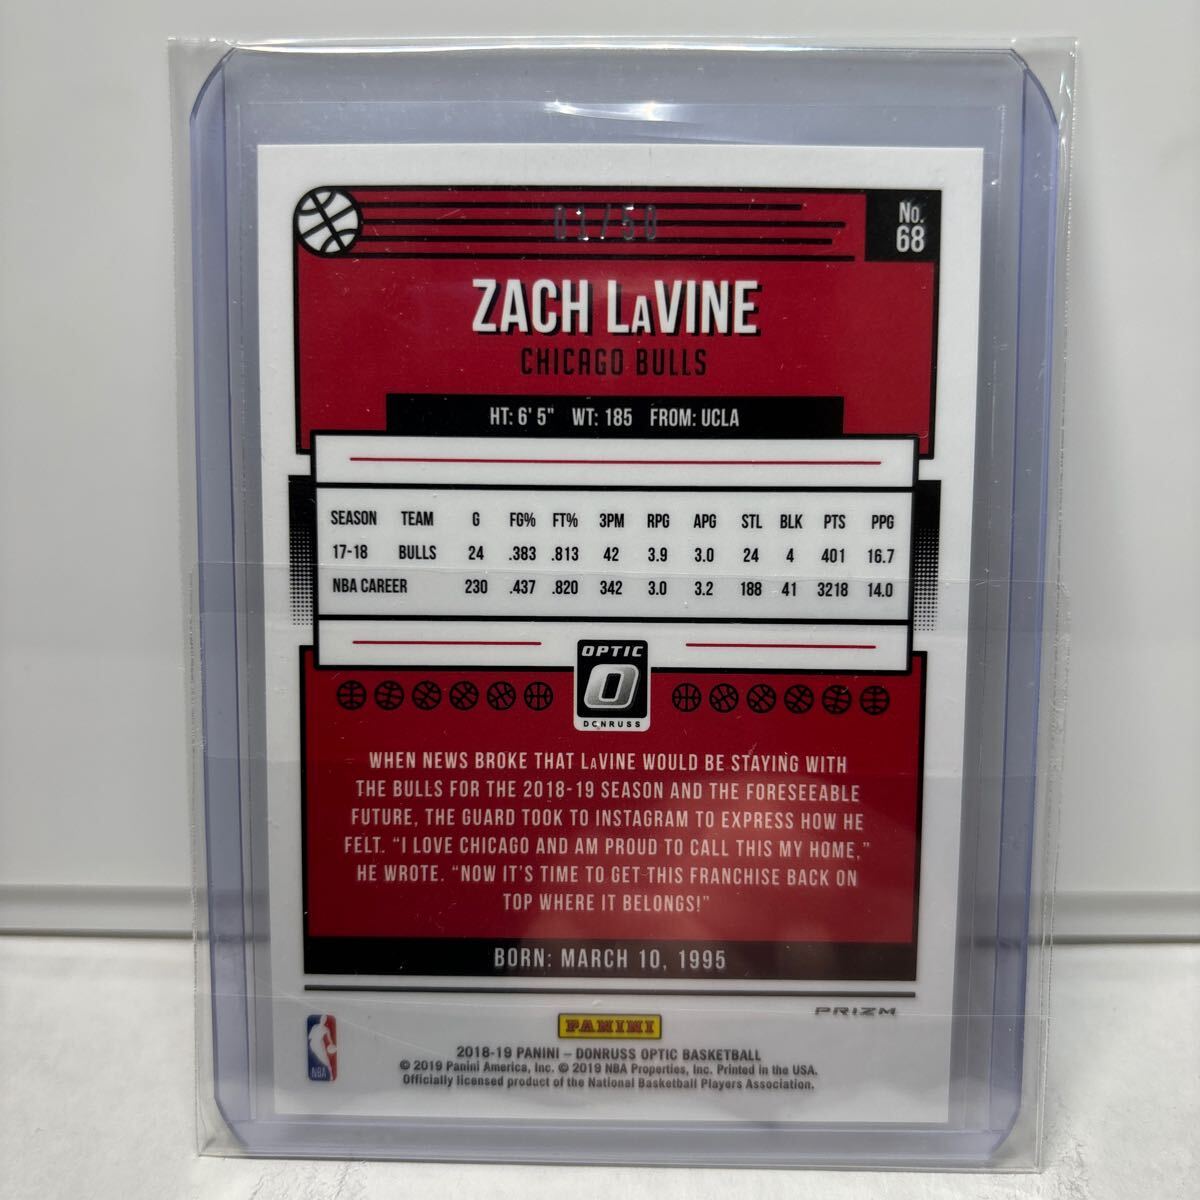 01/50
No.
68
ZACH LaVINE
CHICAGO BULLS
HT: 6' 5" WT: 185 FROM: UCLA
SEASON TEAM G FG% FT% 3PM RPG APG STL BLK PTS PPG
17-18 BULLS 24 .383 .813 42 3.9 3.0 24 4 401 16.7
NBA CAREER 230 .437 .820 342 3.0 3.2 188 41 3218 14.0
OPTIC
O
DONRUSS
WHEN NEWS BROKE THAT LaVINE WOULD BE STAYING WITH
THE BULLS FOR THE 2018-19 SEASON AND THE FORESEEABLE
FUTURE, THE GUARD TOOK TO INSTAGRAM TO EXPRESS HOW HE
FELT. “I LOVE CHICAGO AND AM PROUD TO CALL THIS MY HOME,”
HE WROTE. “NOW IT'S TIME TO GET THIS FRANCHISE BACK ON
TOP WHERE IT BELONGS!”
BORN: MARCH 10, 1995
PRIZM
PANINI
NBA
2018-19 PANINI – DONRUSS OPTIC BASKETBALL
© 2019 Panini America, Inc. © 2019 NBA Properties, Inc. Printed in the USA.
Officially licensed product of the National Basketball Players Association.